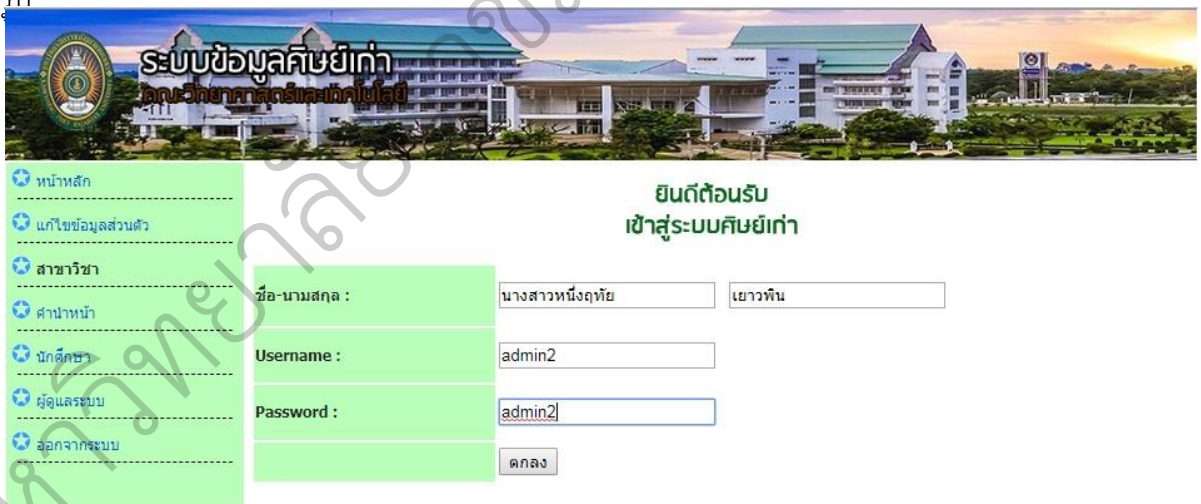 ระบบข้อมูลศิษย์เก่า
คณะวิทยาศาสตร์และเทคโนโลยี
หน้าหลัก
แก้ไขข้อมูลส่วนตัว
สาขาวิชา
คำนำหน้า
นักศึกษา
ผู้ดูแลระบบ
ออกจากระบบ
ยินดีต้อนรับ
เข้าสู่ระบบศิษย์เก่า
ชื่อ-นามสกุล : นางสาวหนึ่งฤทัย เยาวพิน
Username : admin2
Password : admin2
ตกลง